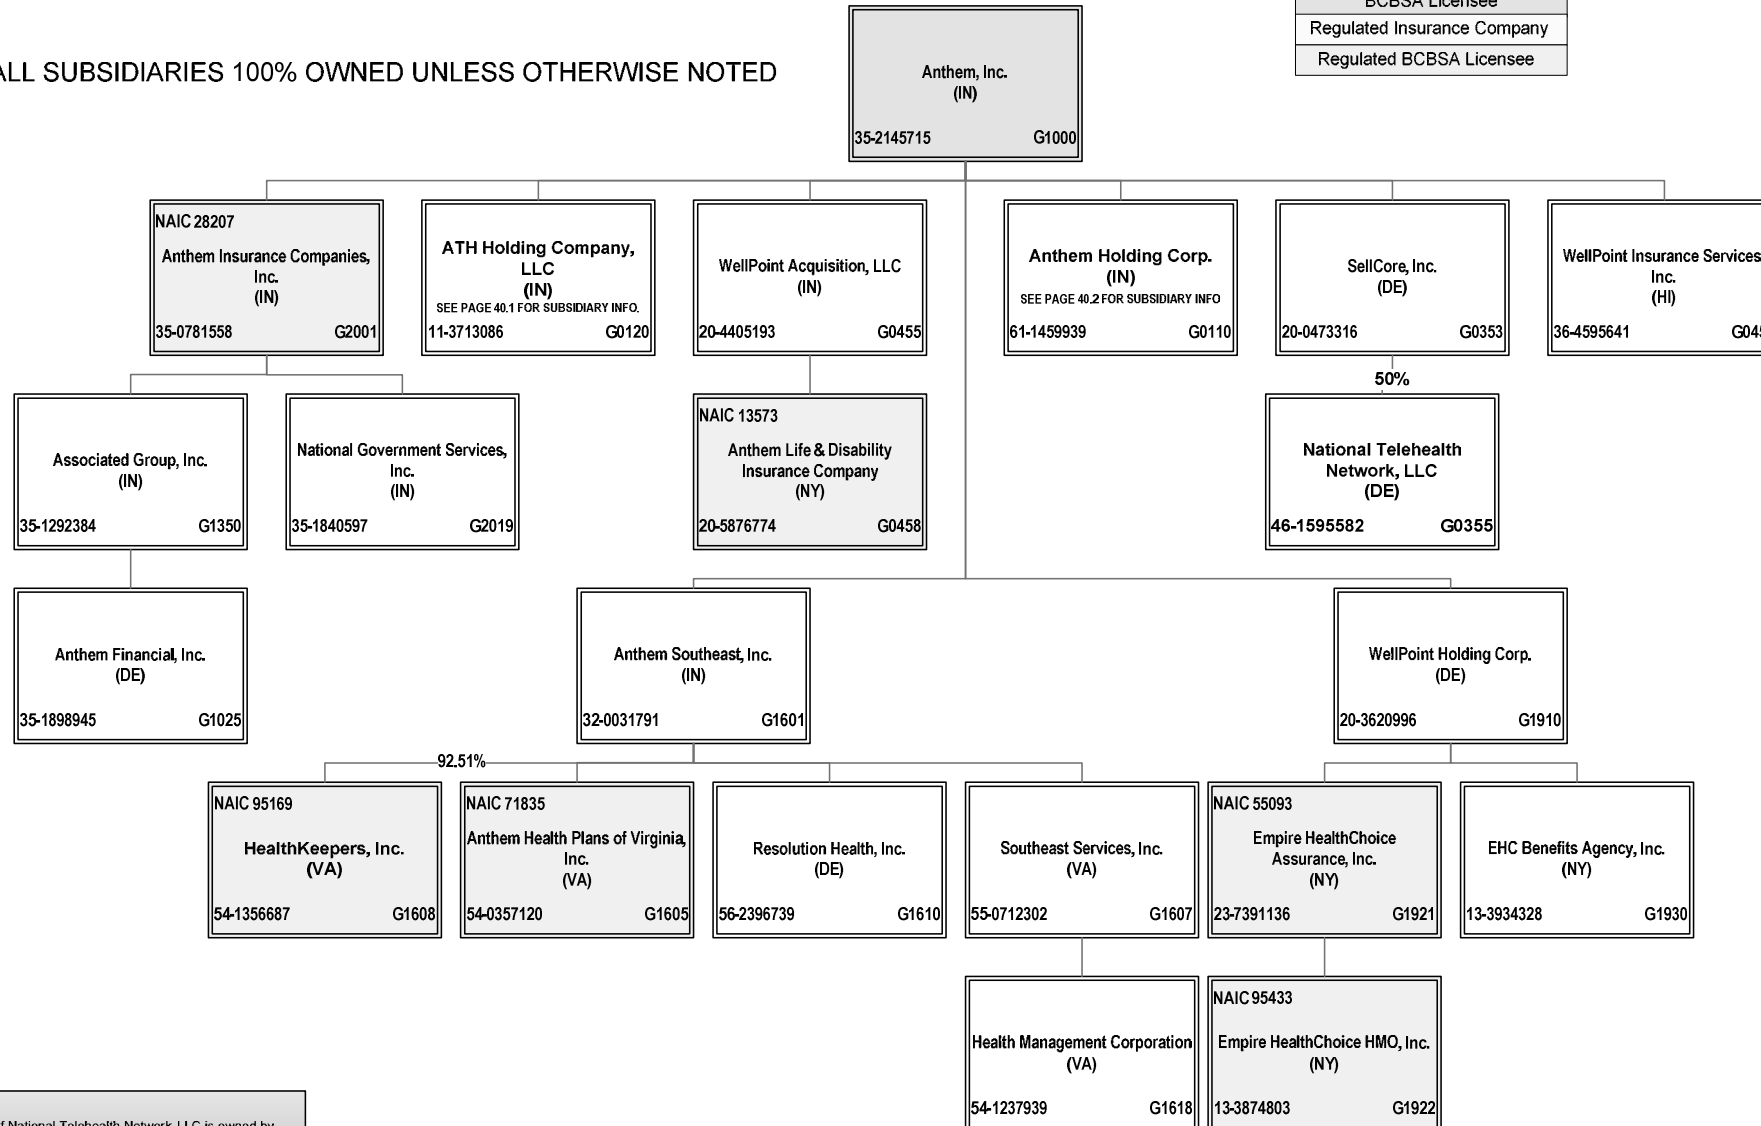 BCBSA Licensee
Regulated Insurance Company
Regulated BCBSA Licensee
ALL SUBSIDIARIES 100% OWNED UNLESS OTHERWISE NOTED
Anthem, Inc.
(IN)
35-2145715 G1000
NAIC 28207
Anthem Insurance Companies,
Inc.
(IN)
35-0781558 G2001
ATH Holding Company,
LLC
(IN)
SEE PAGE 40.1 FOR SUBSIDIARY INFO.
11-3713086 G0120
WellPoint Acquisition, LLC
(IN)
20-4405193 G0455
Anthem Holding Corp.
(IN)
SEE PAGE 40.2 FOR SUBSIDIARY INFO
61-1459939 G0110
SellCore, Inc.
(DE)
20-0473316 G0353
WellPoint Insurance Services
Inc.
(HI)
36-4595641
50%
Associated Group, Inc.
(IN)
35-1292384 G1350
National Government Services,
Inc.
(IN)
35-1840597 G2019
NAIC 13573
Anthem Life & Disability
Insurance Company
(NY)
20-5876774 G0458
National Telehealth
Network, LLC
(DE)
46-1595582 G0355
Anthem Financial, Inc.
(DE)
35-1898945 G1025
Anthem Southeast, Inc.
(IN)
32-0031791 G1601
WellPoint Holding Corp.
(DE)
20-3620996 G1910
92.51%
NAIC 95169
HealthKeepers, Inc.
(VA)
54-1356687 G1608
NAIC 71835
Anthem Health Plans of Virginia,
Inc.
(VA)
54-0357120 G1605
Resolution Health, Inc.
(DE)
56-2396739 G1610
Southeast Services, Inc.
(VA)
55-0712302 G1607
NAIC 55093
Empire HealthChoice
Assurance, Inc.
(NY)
23-7391136 G1921
EHC Benefits Agency, Inc.
(NY)
13-3934328 G1930
Health Management Corporation
(VA)
54-1237939 G1618
NAIC 95433
Empire HealthChoice HMO, Inc.
(NY)
13-3874803 G1922
National Telehealth Network LLC is owned by